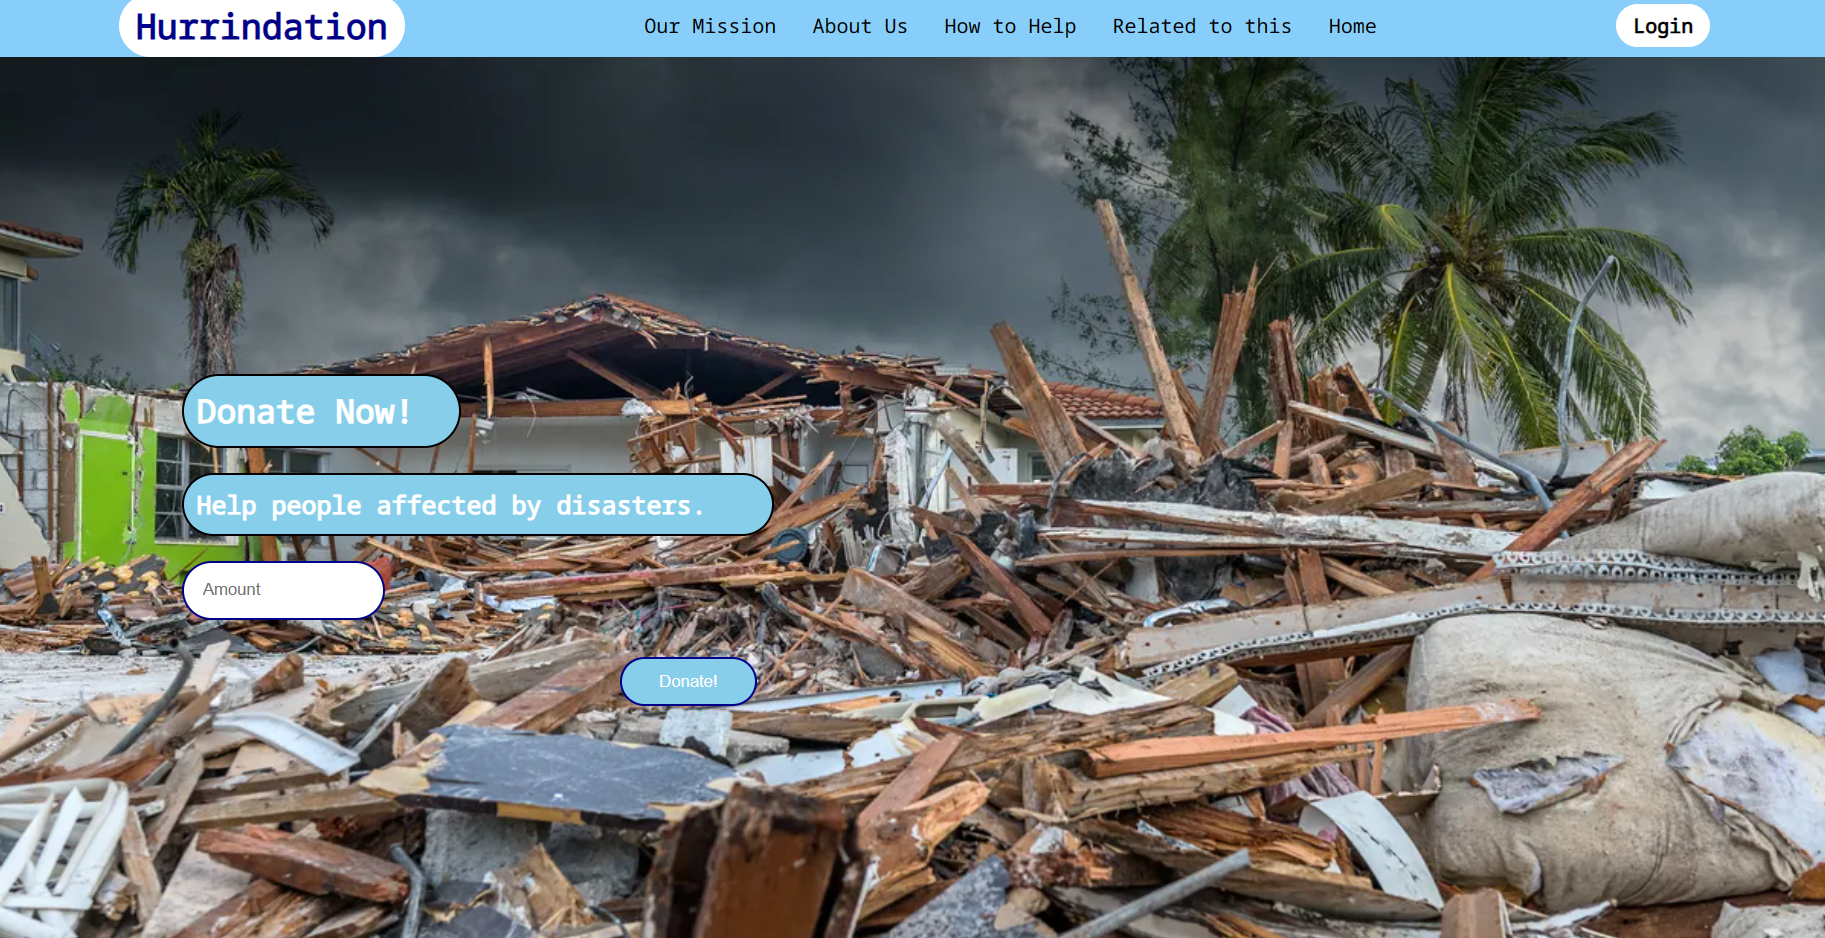 Hurrindation
Our Mission About Us How to Help Related to this Home
Login
Donate Now!
Help people affected by disasters.
Amount
Donate!